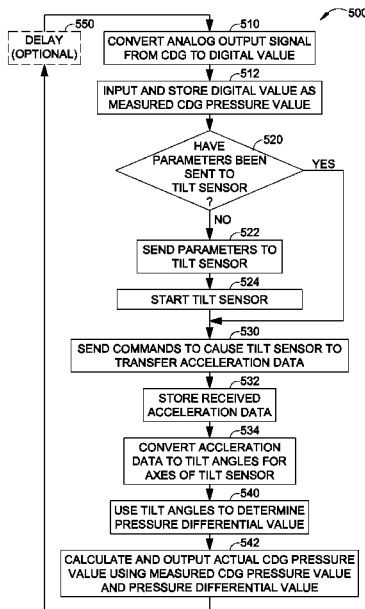 500
550
DELAY
(OPTIONAL)
510
CONVERT ANALOG OUTPUT SIGNAL
FROM CDG TO DIGITAL VALUE
512
INPUT AND STORE DIGITAL VALUE AS
MEASURED CDG PRESSURE VALUE
520
HAVE
PARAMETERS BEEN
SENT TO
TILT SENSOR
?
YES
NO
522
SEND PARAMETERS TO
TILT SENSOR
524
START TILT SENSOR
530
SEND COMMANDS TO CAUSE TILT SENSOR TO
TRANSFER ACCELERATION DATA
532
STORE RECEIVED
ACCELERATION DATA
534
CONVERT ACCLERATION
DATA TO TILT ANGLES FOR
AXES OF TILT SENSOR
540
USE TILT ANGLES TO DETERMINE
PRESSURE DIFFERENTIAL VALUE
542
CALCULATE AND OUTPUT ACTUAL CDG PRESSURE
VALUE USING MEASURED CDG PRESSURE VALUE
AND PRESSURE DIFFERENTIAL VALUE